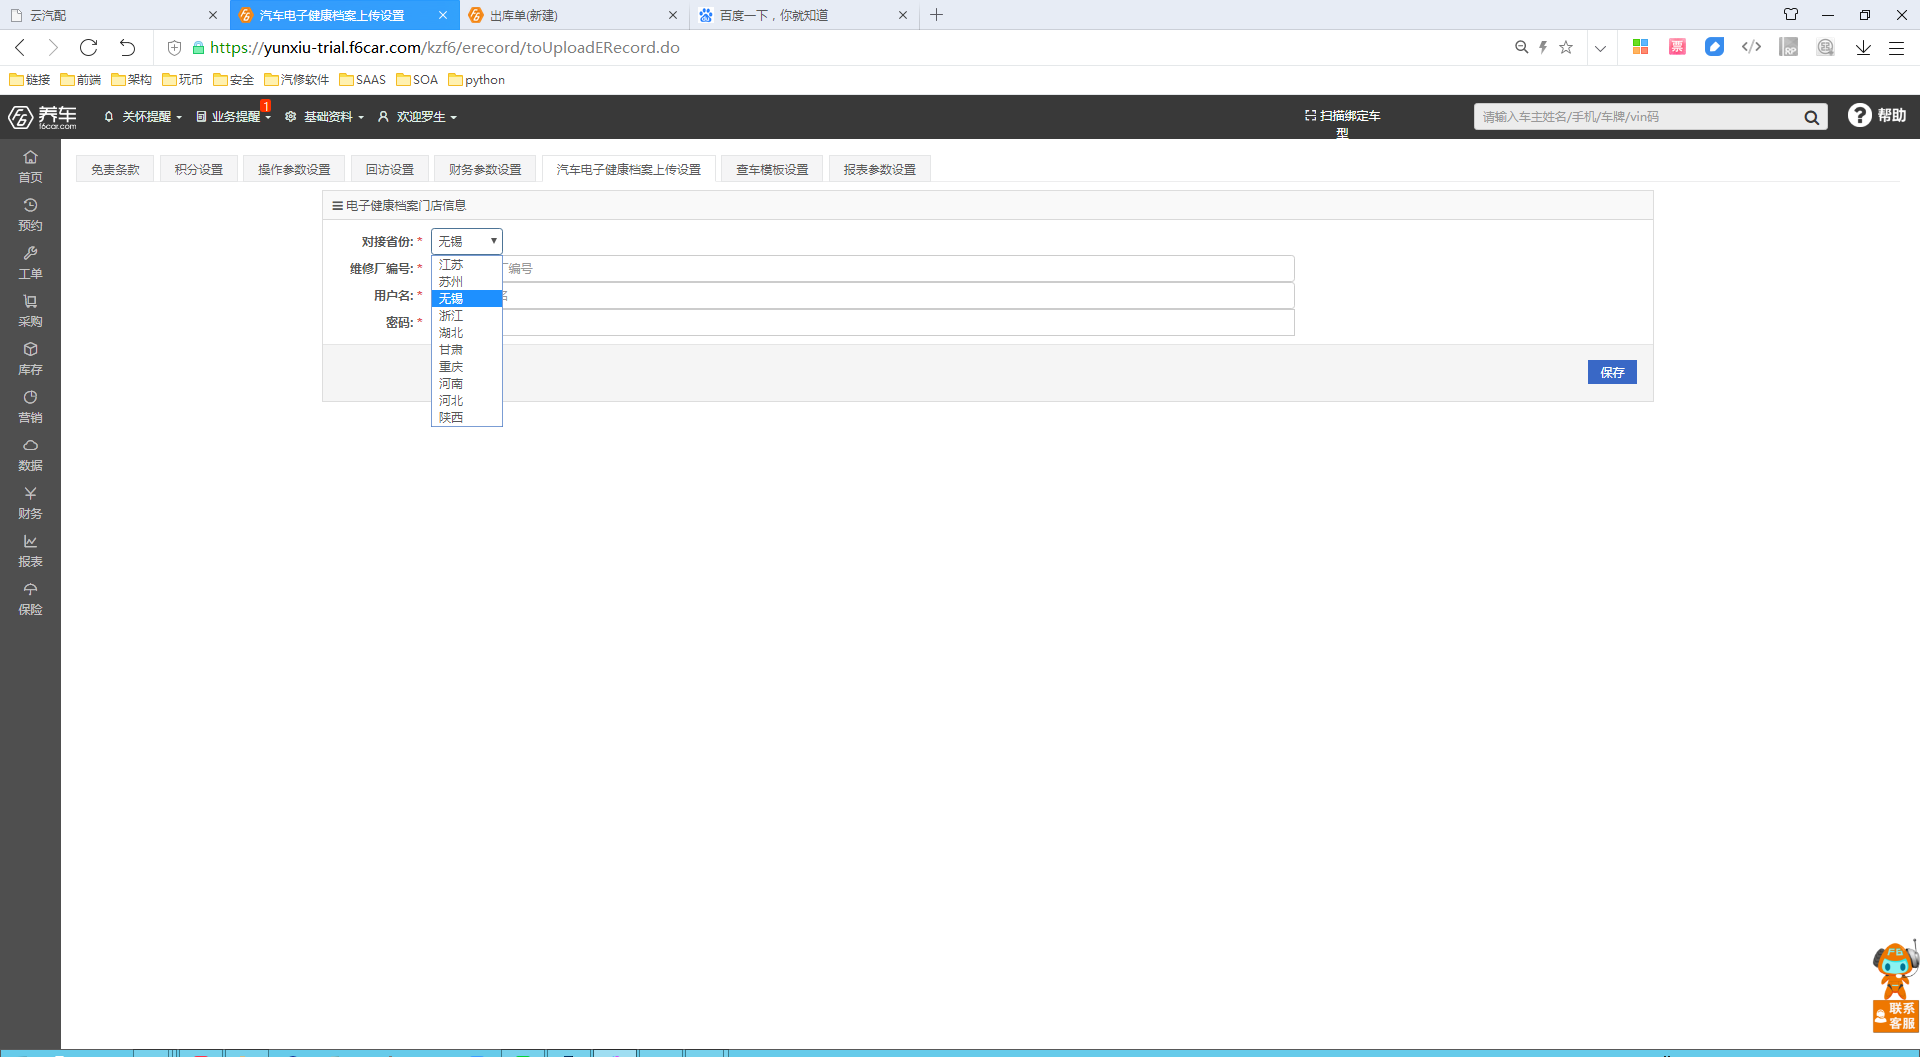 云汽配
汽车电子健康档案上传设置
出库单(新建)
百度一下，你就知道
https://yunxiu-trial.f6car.com/kzf6/erecord/toUploadERecord.do
票
RP
链接 前端 架构 玩币 安全 汽修软件 SAAS SOA python
F6 养车 f6car.com
关怀提醒 业务提醒 1 基础资料 欢迎罗生
扫描绑定车型
请输入车主姓名/手机/车牌/vin码
帮助
首页
预约
工单
采购
库存
营销
数据
财务
报表
保险
免责条款 积分设置 操作参数设置 回访设置 财务参数设置 汽车电子健康档案上传设置 查车模板设置 报表参数设置
电子健康档案门店信息
对接省份: * 无锡
维修厂编号: * 编号
用户名: *
密码: *
江苏
苏州
无锡
浙江
湖北
甘肃
重庆
河南
河北
陕西
保存
F6
联系
客服